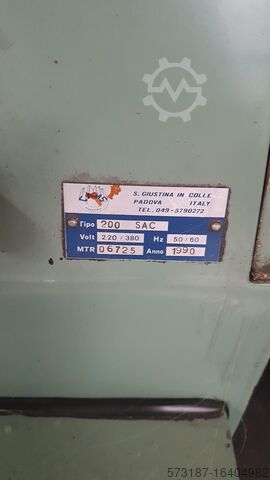 S. GIUSTINA IN COLLE
PADOVA ITALY
TEL. 049-5790272
Tipo 200 SAC
Volt 220/380 Hz 50/60
MTR 06725 Anno 1990
573187-16404982